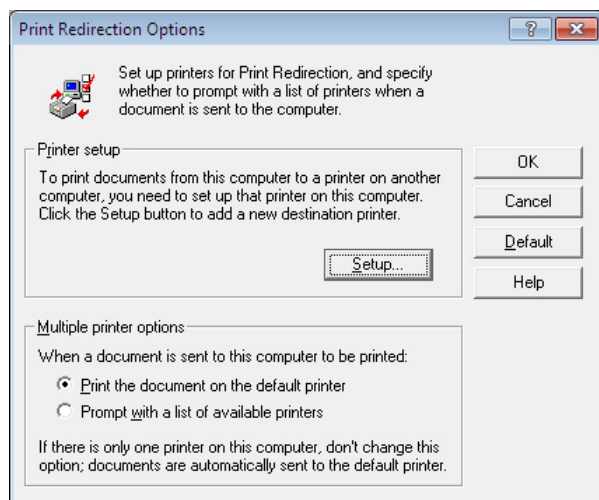 Print Redirection Options
?
Set up printers for Print Redirection, and specify
whether to prompt with a list of printers when a
document is sent to the computer.
Printer setup
To print documents from this computer to a printer on another
computer, you need to set up that printer on this computer.
Click the Setup button to add a new destination printer.
Setup...
OK
Cancel
Default
Help
Multiple printer options
When a document is sent to this computer to be printed:
Print the document on the default printer
Prompt with a list of available printers
If there is only one printer on this computer, don't change this
option; documents are automatically sent to the default printer.